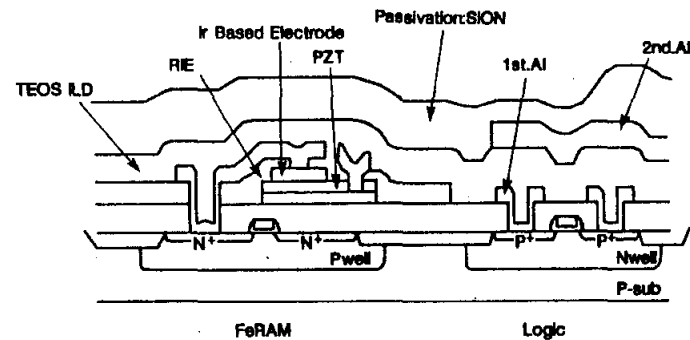 Passivation:SION
Ir Based Electrode
2nd.Al
RIE
PZT
1st.Al
TEOS ILD
N+
N+
P+
P+
Pwell
Nwell
P-sub
FeRAM
Logic